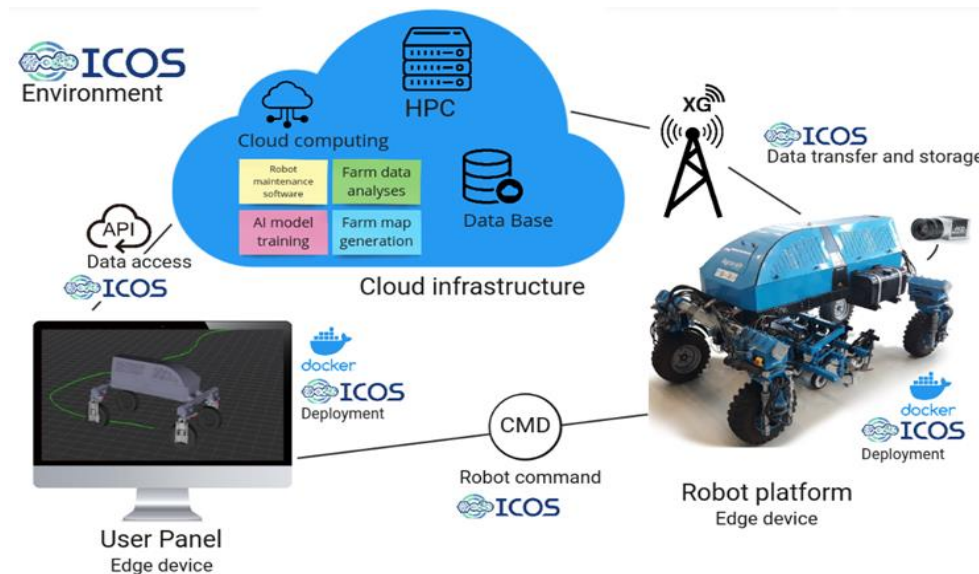 ICOS
Environment
HPC
Cloud computing
Robot
maintenance
software
Farm data
analyses
AI model
training
Farm map
generation
Data Base
Cloud infrastructure
XG
ICOS
Data transfer and storage
API
Data access
ICOS
docker
ICOS
Deployment
CMD
Robot command
ICOS
docker
ICOS
Deployment
Robot platform
Edge device
User Panel
Edge device